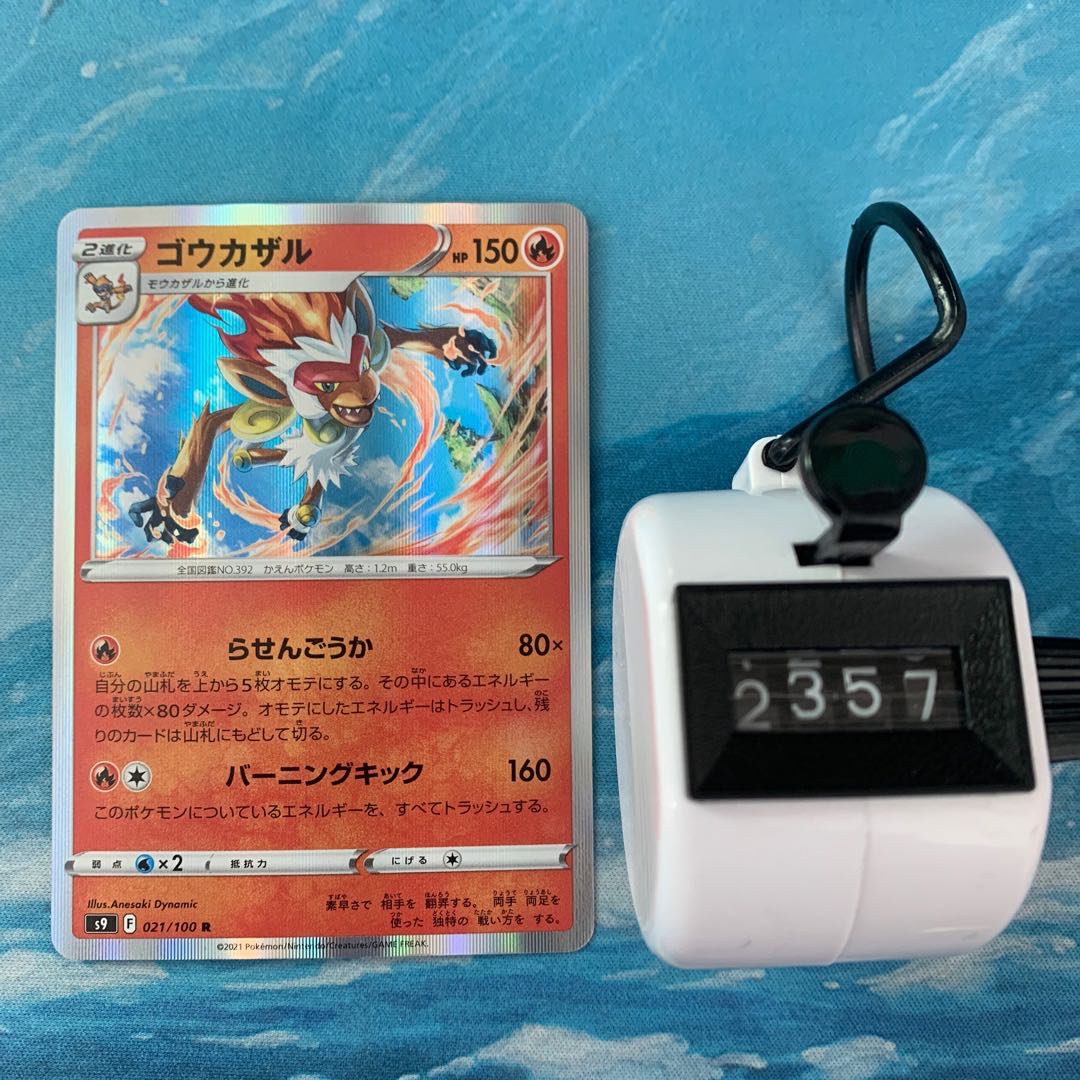 2進化 ゴウカザル HP 150
モウカザルから進化
全国図鑑NO.392 かえんポケモン 高さ:1.2m 重さ:55.0kg
らせんごうか 80×
自分の山札を上から5枚オモテにする。その中にあるエネルギー
の枚数×80ダメージ。オモテにしたエネルギーはトラッシュし、残
りのカードは山札にもどして切る。
バーニングキック 160
このポケモンについているエネルギーを、すべてトラッシュする。
弱点 ×2 抵抗力 にげる
Illus.Anesaki Dynamic
素早さで 相手を 翻弄する。両手 両足を
使った 独特の 戦い方を する。
s9 F 021/100 R
©2021 Pokémon/Nintendo/Creatures/GAME FREAK.
2357